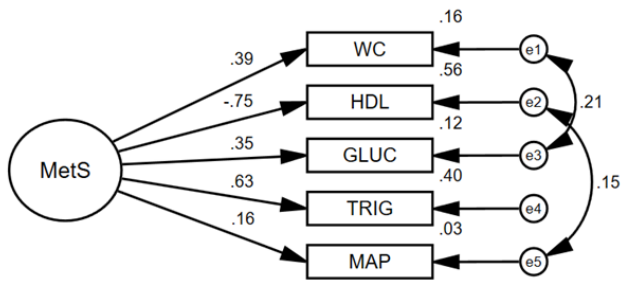 .16
.39 WC e1
.56
-.75 HDL e2 .21
.12
MetS .35 GLUC e3
.40
.63 TRIG e4 .15
.03
.16 MAP e5